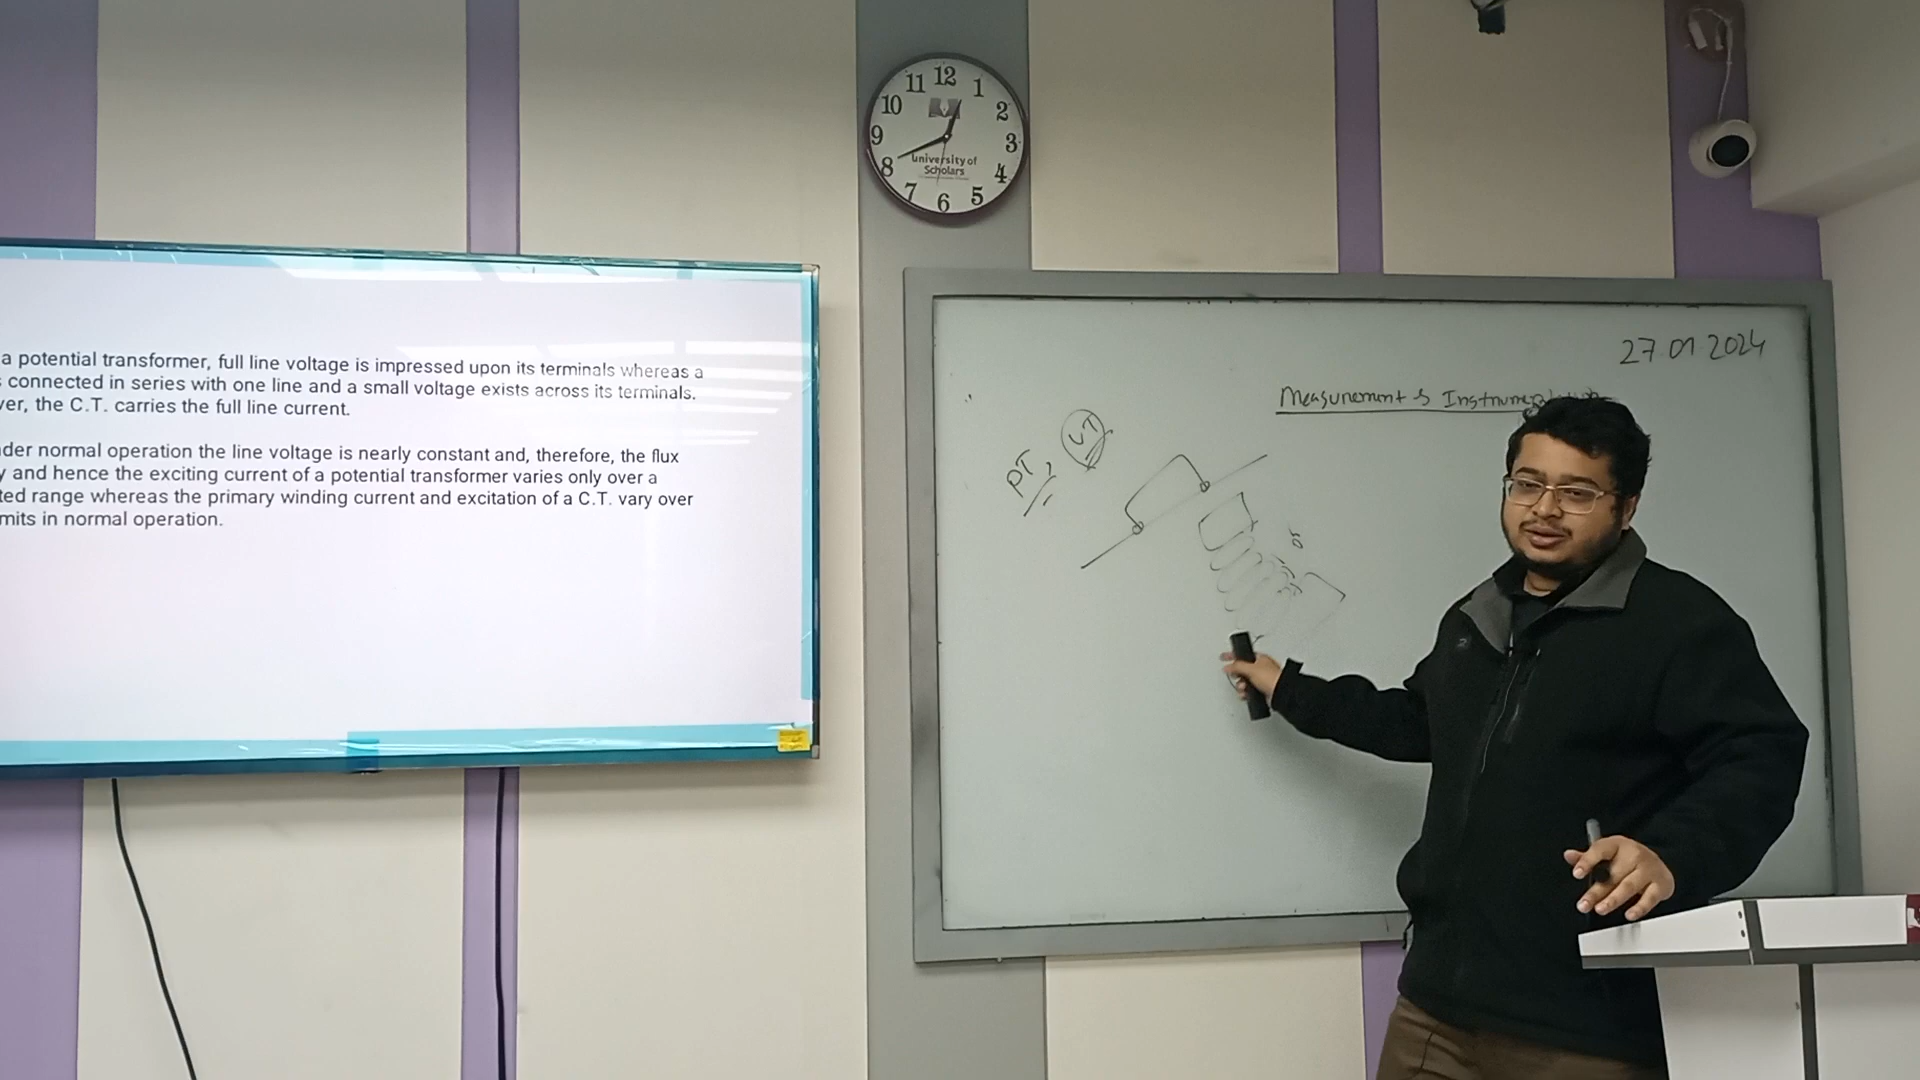 a potential transformer, full line voltage is impressed upon its terminals whereas a
connected in series with one line and a small voltage exists across its terminals.
ver, the C.T. carries the full line current.
der normal operation the line voltage is nearly constant and, therefore, the flux
y and hence the exciting current of a potential transformer varies only over a
ted range whereas the primary winding current and excitation of a C.T. vary over
mits in normal operation.
11 12 1
10 2
9 3
8 4
7 6 5
University of
Scholars
27 01 2024
Measurement &
PT, VT